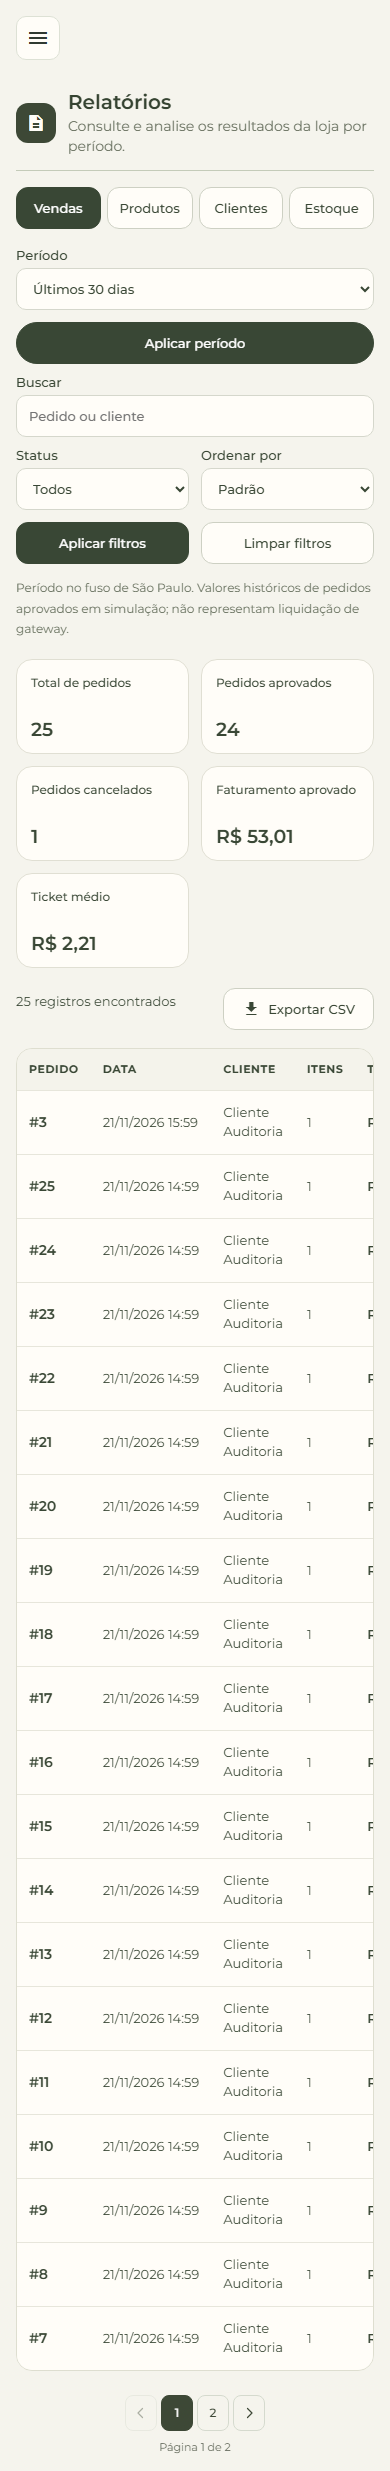 Relatórios
Consulte e analise os resultados da loja por
período.
Vendas Produtos Clientes Estoque
Período
Últimos 30 dias
Aplicar período
Buscar
Pedido ou cliente
Status Ordenar por
Todos Padrão
Aplicar filtros Limpar filtros
Período no fuso de São Paulo. Valores históricos de pedidos
aprovados em simulação; não representam liquidação de
gateway.
Total de pedidos Pedidos aprovados
25 24
Pedidos cancelados Faturamento aprovado
1 R$ 53,01
Ticket médio
R$ 2,21
25 registros encontrados Exportar CSV
PEDIDO DATA CLIENTE ITENS
#3 21/11/2026 15:59 Cliente Auditoria 1
#25 21/11/2026 14:59 Cliente Auditoria 1
#24 21/11/2026 14:59 Cliente Auditoria 1
#23 21/11/2026 14:59 Cliente Auditoria 1
#22 21/11/2026 14:59 Cliente Auditoria 1
#21 21/11/2026 14:59 Cliente Auditoria 1
#20 21/11/2026 14:59 Cliente Auditoria 1
#19 21/11/2026 14:59 Cliente Auditoria 1
#18 21/11/2026 14:59 Cliente Auditoria 1
#17 21/11/2026 14:59 Cliente Auditoria 1
#16 21/11/2026 14:59 Cliente Auditoria 1
#15 21/11/2026 14:59 Cliente Auditoria 1
#14 21/11/2026 14:59 Cliente Auditoria 1
#13 21/11/2026 14:59 Cliente Auditoria 1
#12 21/11/2026 14:59 Cliente Auditoria 1
#11 21/11/2026 14:59 Cliente Auditoria 1
#10 21/11/2026 14:59 Cliente Auditoria 1
#9 21/11/2026 14:59 Cliente Auditoria 1
#8 21/11/2026 14:59 Cliente Auditoria 1
#7 21/11/2026 14:59 Cliente Auditoria 1
1 2
Página 1 de 2